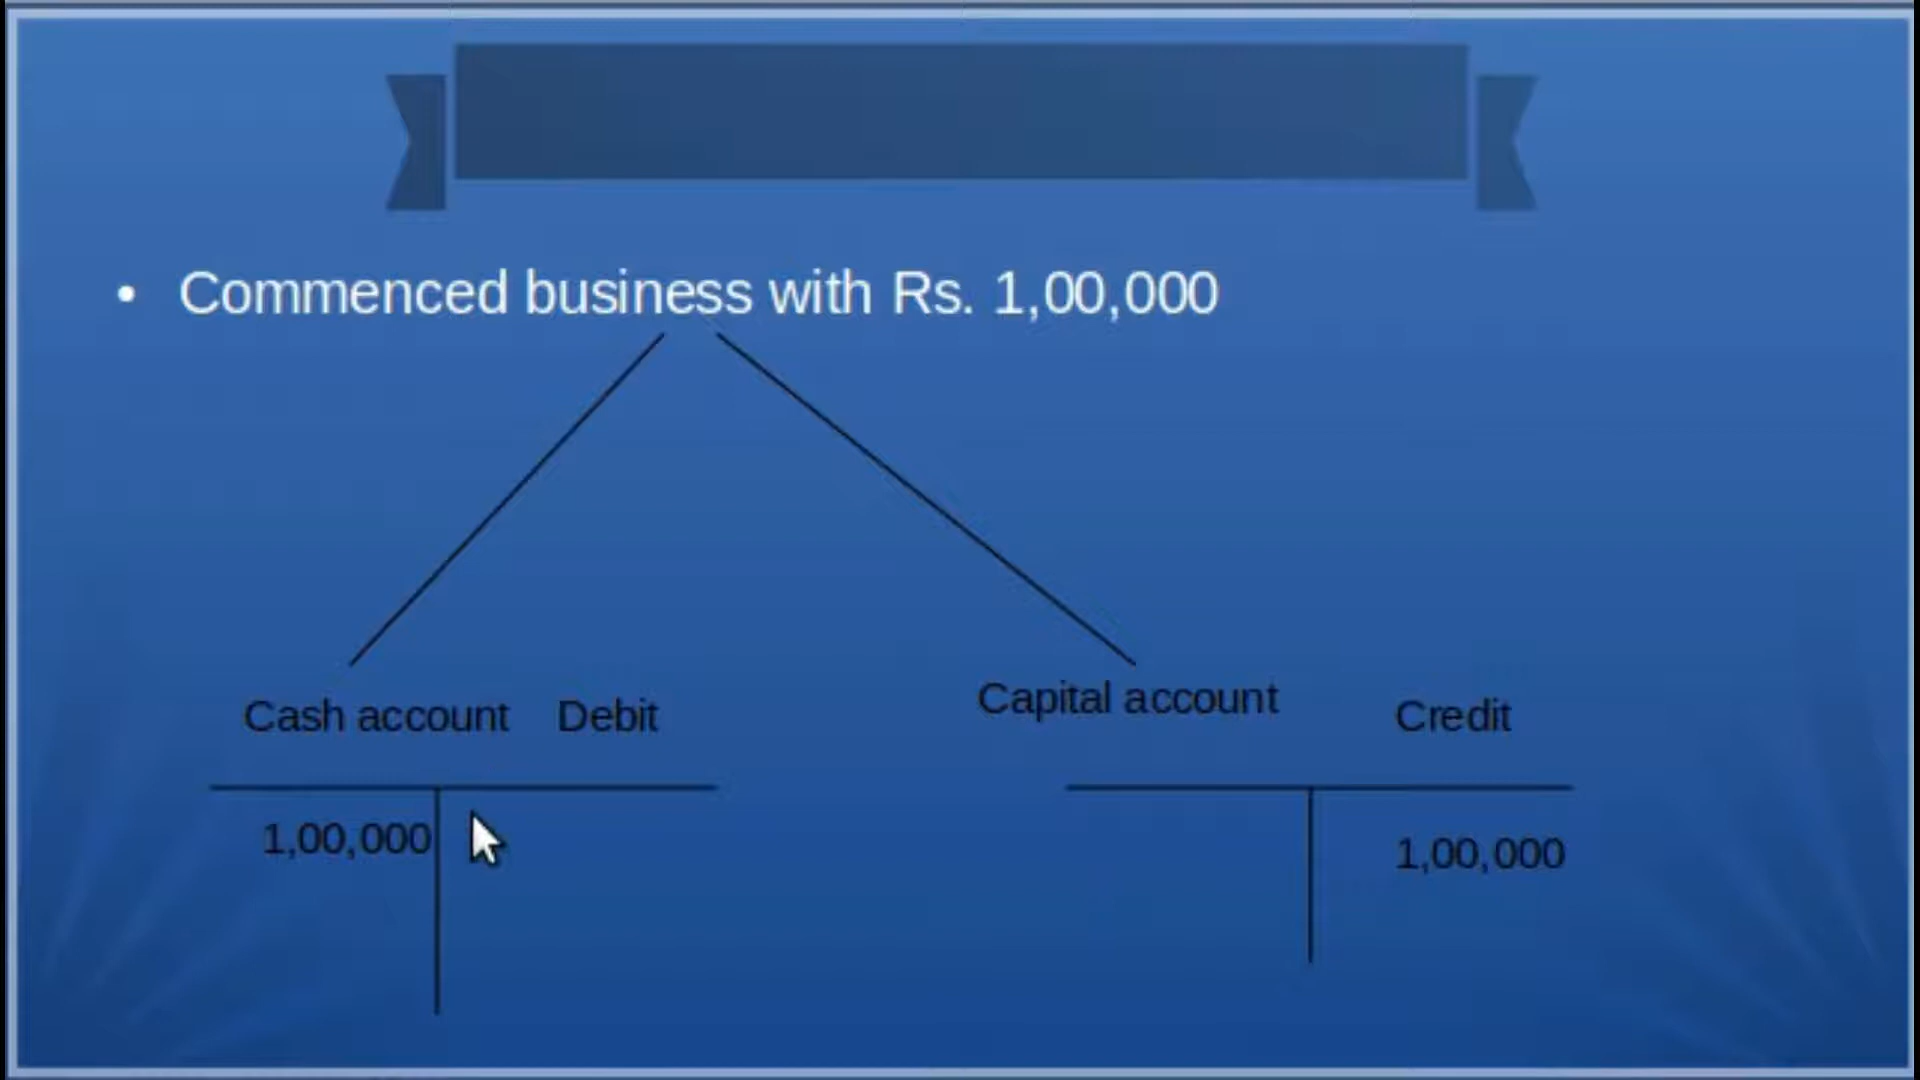 • Commenced business with Rs. 1,00,000
Cash account Debit
Capital account Credit
1,00,000
1,00,000